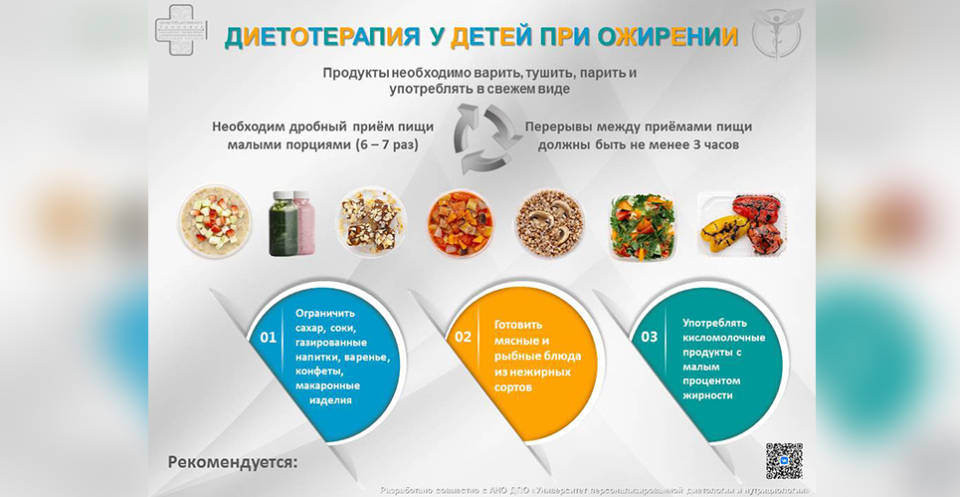 ДИЕТОТЕРАПИЯ У ДЕТЕЙ ПРИ ОЖИРЕНИИ
Продукты необходимо варить, тушить, парить и
употреблять в свежем виде
Необходим дробный приём пищи
малыми порциями (6 – 7 раз)
Перерывы между приёмами пищи
должны быть не менее 3 часов
01
Ограничить
сахар, соки,
газированные
напитки, варенье,
конфеты,
макаронные
изделия
02
Готовить
мясные и
рыбные блюда
из нежирных
сортов
03
Употреблять
кисломолочные
продукты с
малым
процентом
жирности
Рекомендуется:
Разработано совместно с АНО ДПО «Университет персонализированной диетологии и нутрициологии»